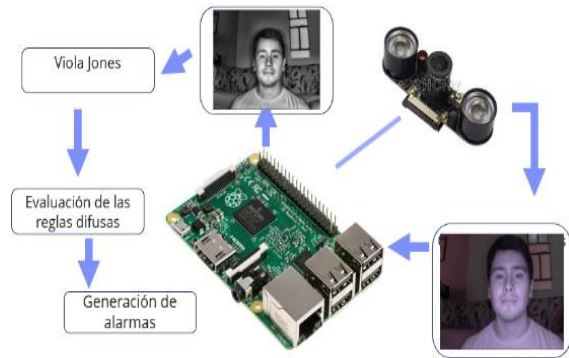 Viola Jones
Evaluación de las
reglas difusas
Generación de
alarmas